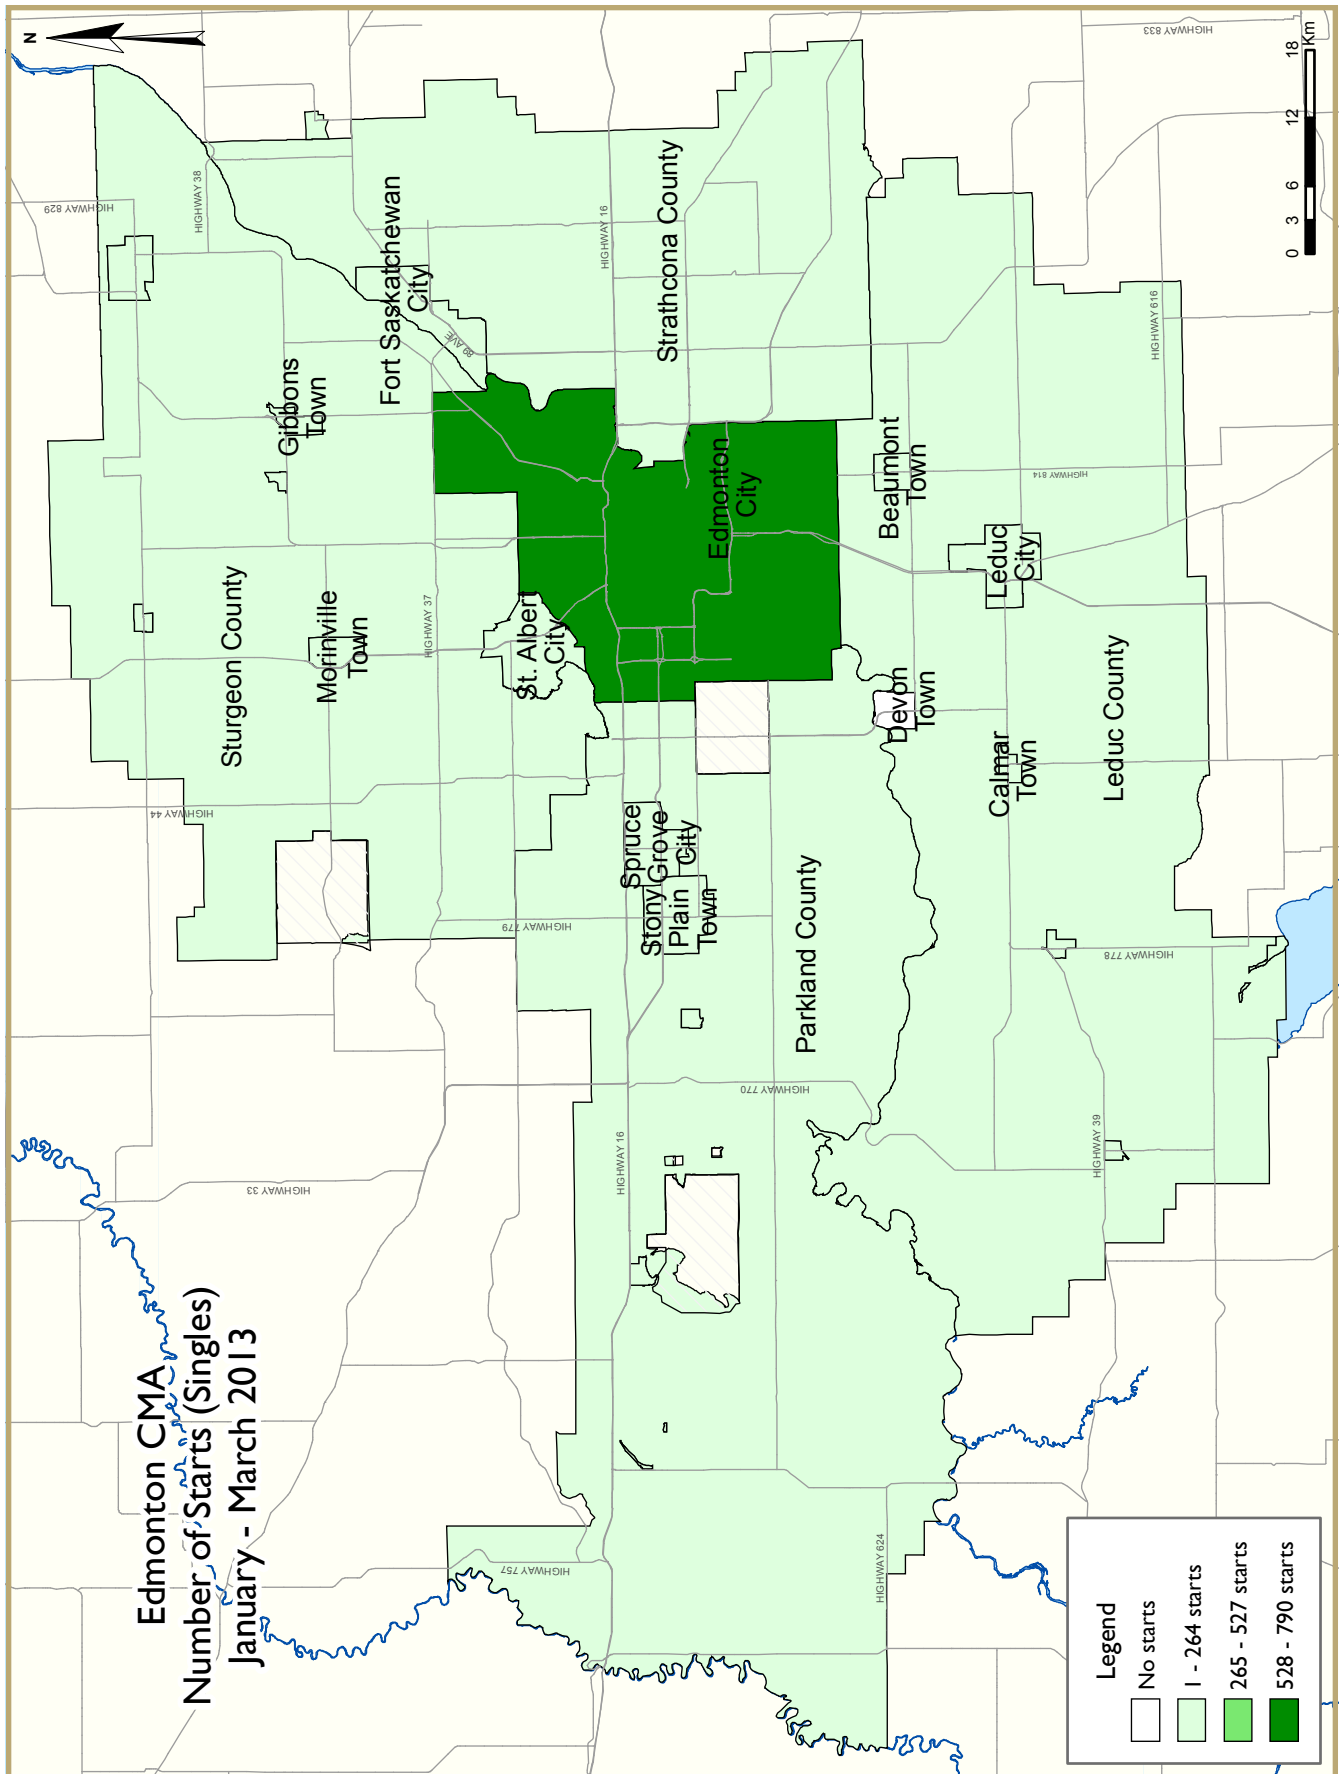 Edmonton CMA
Number of Starts (Singles)
January - March 2013
N
HIGHWAY 829
HIGHWAY 38
HIGHWAY 833
Gibbons
Town
Fort Saskatchewan
City
89 AVE
HIGHWAY 16
Strathcona County
Sturgeon County
Morinville
Town
HIGHWAY 37
HIGHWAY 44
St. Albert
City
Edmonton
City
Beaumont
Town
HIGHWAY 814
HIGHWAY 616
Leduc
City
Devon
Town
Calmar
Town
Leduc County
Spruce
Grove
City
Stony
Plain
Town
HIGHWAY 779
Parkland County
HIGHWAY 770
HIGHWAY 778
HIGHWAY 16
HIGHWAY 39
HIGHWAY 33
HIGHWAY 757
HIGHWAY 624
Legend
No starts
1 - 264 starts
265 - 527 starts
528 - 790 starts
0 3 6 12 18
Km